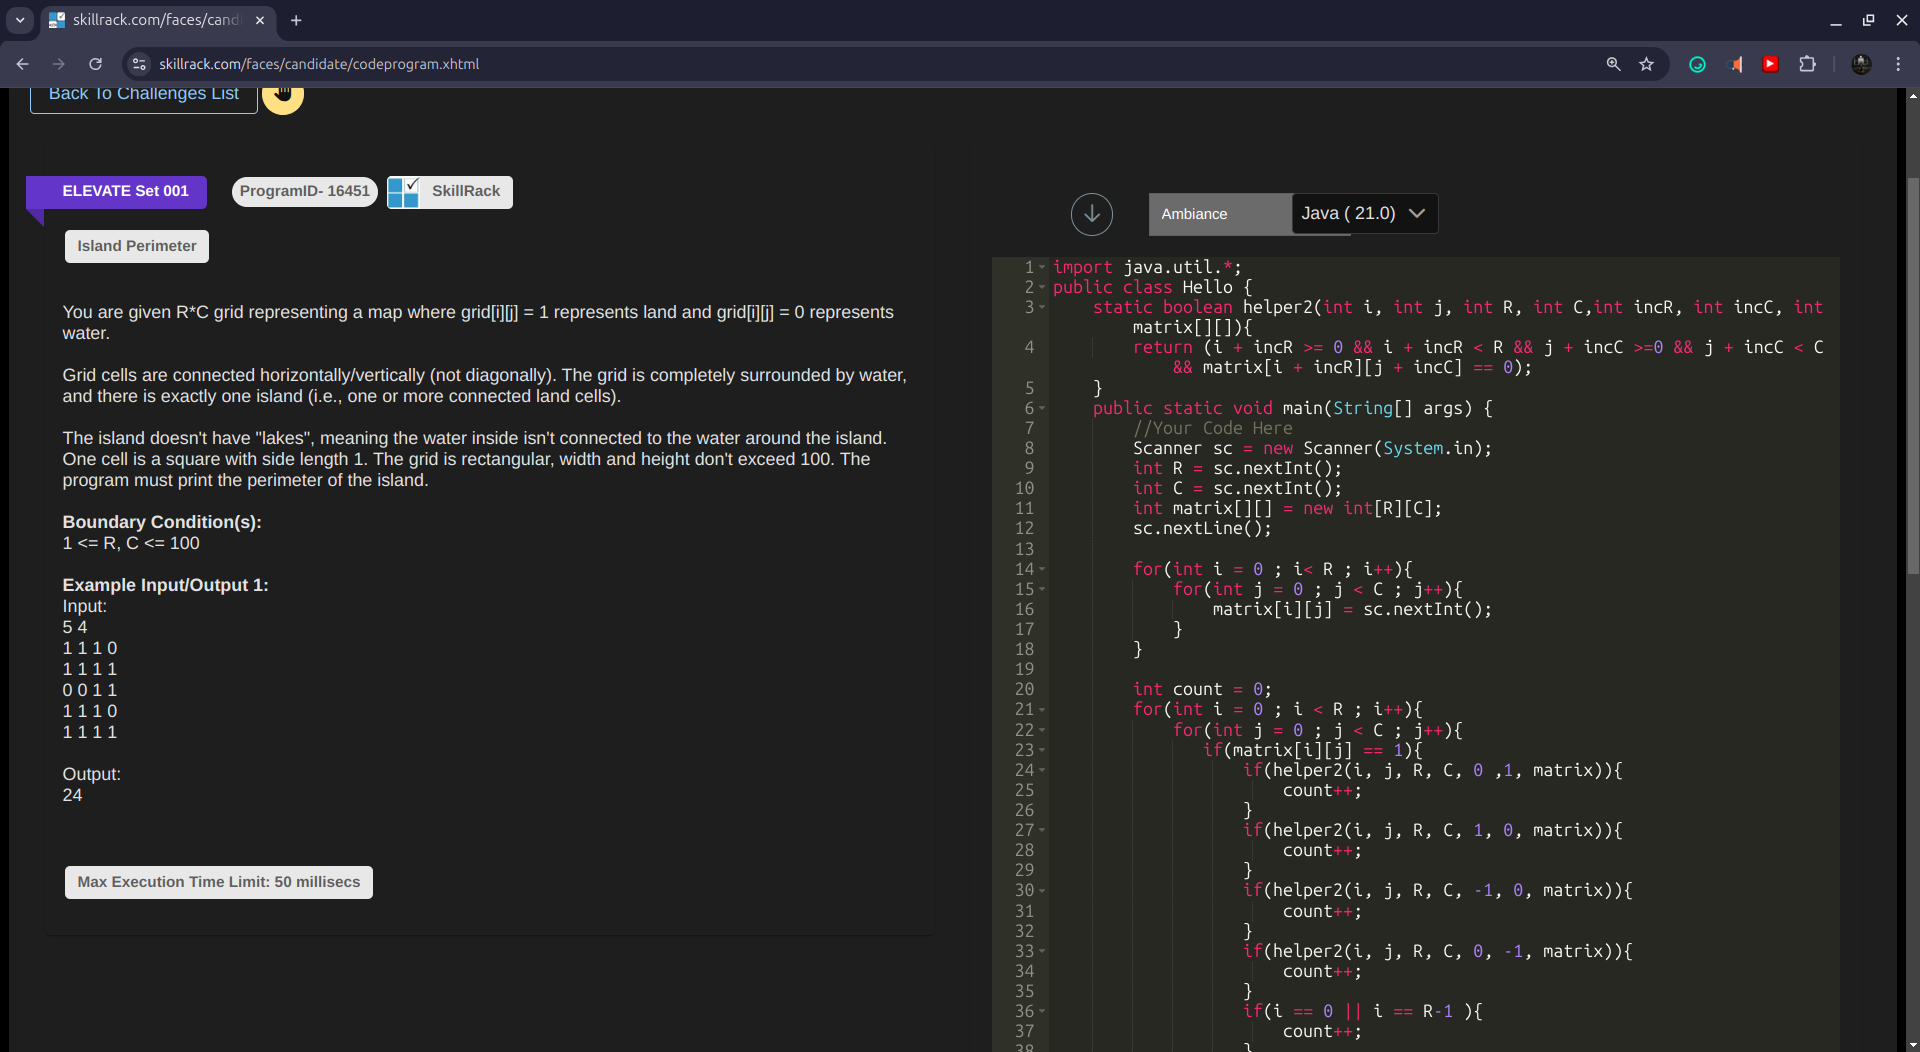 skillrack.com/faces/cand
skillrack.com/faces/candidate/codeprogram.xhtml
Back To Challenges List
ELEVATE Set 001
ProgramID- 16451
SkillRack
Island Perimeter
You are given R*C grid representing a map where grid[i][j] = 1 represents land and grid[i][j] = 0 represents
water.
Grid cells are connected horizontally/vertically (not diagonally). The grid is completely surrounded by water,
and there is exactly one island (i.e., one or more connected land cells).
The island doesn't have "lakes", meaning the water inside isn't connected to the water around the island.
One cell is a square with side length 1. The grid is rectangular, width and height don't exceed 100. The
program must print the perimeter of the island.
Boundary Condition(s):
1 <= R, C <= 100
Example Input/Output 1:
Input:
5 4
1 1 1 0
1 1 1 1
0 0 1 1
1 1 1 0
1 1 1 1
Output:
24
Max Execution Time Limit: 50 millisecs
Ambiance
Java ( 21.0)
1 import java.util.*;
2 public class Hello {
3 static boolean helper2(int i, int j, int R, int C,int incR, int incC, int
matrix[][]){
4 return (i + incR >= 0 && i + incR < R && j + incC >=0 && j + incC < C
&& matrix[i + incR][j + incC] == 0);
5 }
6 public static void main(String[] args) {
7 //Your Code Here
8 Scanner sc = new Scanner(System.in);
9 int R = sc.nextInt();
10 int C = sc.nextInt();
11 int matrix[][] = new int[R][C];
12 sc.nextLine();
13
14 for(int i = 0 ; i< R ; i++){
15 for(int j = 0 ; j < C ; j++){
16 matrix[i][j] = sc.nextInt();
17 }
18 }
19
20 int count = 0;
21 for(int i = 0 ; i < R ; i++){
22 for(int j = 0 ; j < C ; j++){
23 if(matrix[i][j] == 1){
24 if(helper2(i, j, R, C, 0 ,1, matrix)){
25 count++;
26 }
27 if(helper2(i, j, R, C, 1, 0, matrix)){
28 count++;
29 }
30 if(helper2(i, j, R, C, -1, 0, matrix)){
31 count++;
32 }
33 if(helper2(i, j, R, C, 0, -1, matrix)){
34 count++;
35 }
36 if(i == 0 || i == R-1 ){
37 count++;
38 }